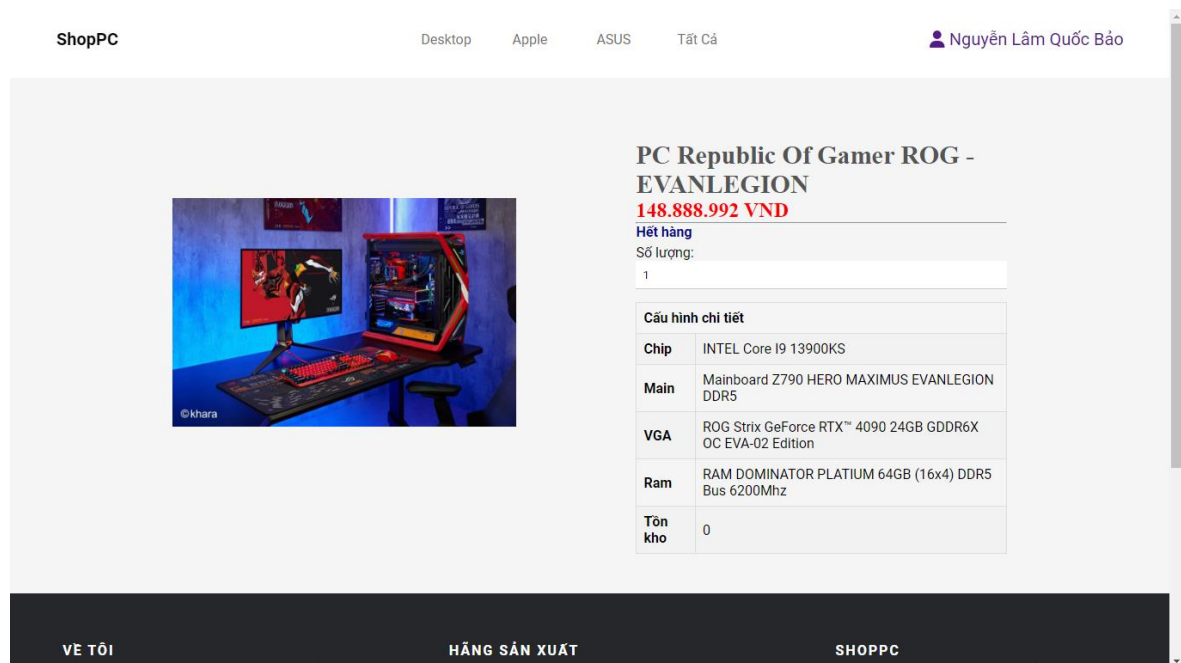 ShopPC
Desktop Apple ASUS Tất Cả
Nguyễn Lâm Quốc Bảo
PC Republic Of Gamer ROG -
EVANLEGION
148.888.992 VND
Hết hàng
Số lượng:
1
Cấu hình chi tiết
Chip INTEL Core I9 13900KS
Main Mainboard Z790 HERO MAXIMUS EVANLEGION
DDR5
VGA ROG Strix GeForce RTX™ 4090 24GB GDDR6X
OC EVA-02 Edition
Ram RAM DOMINATOR PLATIUM 64GB (16x4) DDR5
Bus 6200Mhz
Tồn
kho 0
©khara
VỀ TÔI HÃNG SẢN XUẤT SHOPPC